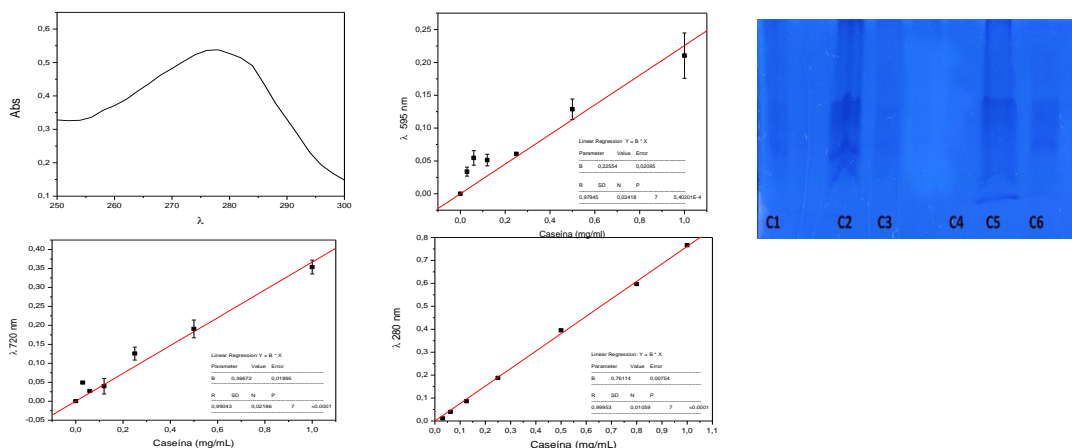 0,6
0,5
0,4
Abs
0,3
0,2
0,1
250 260 270 280 290 300
λ
0,25
0,20
0,15
λ 595 nm
0,10
0,05
0,00
Linear Regression Y = B * X
Parameter Value Error
B 0,22554 0,02095
R SD N P
0,97945 0,02418 7 5,40201E-4
0,0 0,2 0,4 0,6 0,8 1,0
Caseína (mg/ml)
C1 C2 C3 C4 C5 C6
0,40
0,35
0,30
0,25
0,20
λ 720 nm
0,15
0,10
0,05
0,00
-0,05
Linear Regression Y = B * X
Parameter Value Error
B 0,36672 0,01895
R SD N P
0,99043 0,02186 7 <0.0001
0,0 0,2 0,4 0,6 0,8 1,0
Caseína (mg/mL)
0,8
0,7
0,6
0,5
λ 280 nm
0,4
0,3
0,2
0,1
0,0
Linear Regression: Y = B * X
Parameter Value Error
B 0,76114 0,00754
R SD N P
0,99953 0,01059 7 <0.0001
0,0 0,1 0,2 0,3 0,4 0,5 0,6 0,7 0,8 0,9 1,0 1,1
Caseína (mg/mL)